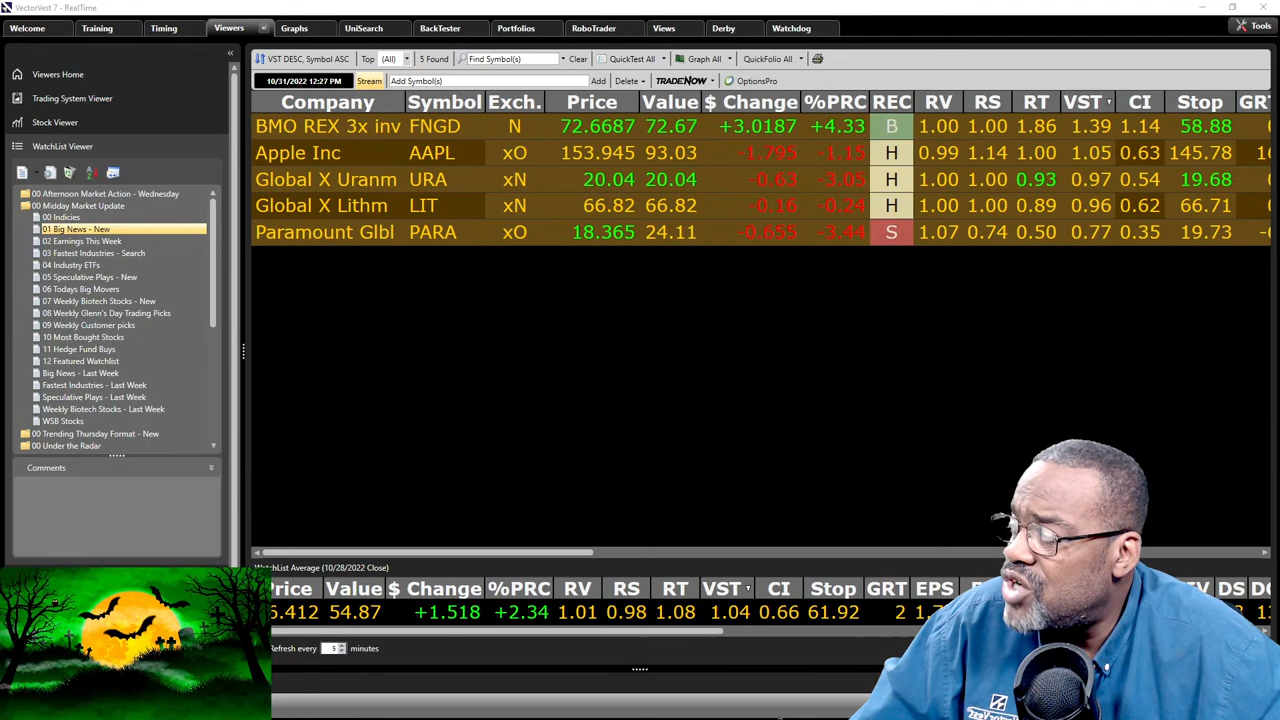 VectorVest 7 - RealTime
Welcome Training Timing Viewers Graphs UniSearch BackTester Portfolios RoboTrader Views Derby Watchdog Tools
VST DESC, Symbol ASC Top (All) 5 Found Find Symbol(s) Clear QuickTest All Graph All QuickFolio All
10/31/2022 12:27 PM Stream Add Symbol(s) Add Delete TRADENOW OptionsPro
Viewers Home
Trading System Viewer
Stock Viewer
WatchList Viewer
00 Afternoon Market Action - Wednesday
00 Midday Market Update
00 Indicies
01 Big News - New
02 Earnings This Week
03 Fastest Industries - Search
04 Industry ETFs
05 Speculative Plays - New
06 Todays Big Movers
07 Weekly Biotech Stocks - New
08 Weekly Glenn's Day Trading Picks
09 Weekly Customer picks
10 Most Bought Stocks
11 Hedge Fund Buys
12 Featured Watchlist
Big News - Last Week
Fastest Industries - Last Week
Speculative Plays - Last Week
Weekly Biotech Stocks - Last Week
WSB Stocks
00 Trending Thursday Format - New
00 Under the Radar
Comments
Company Symbol Exch. Price Value $ Change %PRC REC RV RS RT VST CI Stop GRT
BMO REX 3x inv FNGD N 72.6687 72.67 +3.0187 +4.33 B 1.00 1.00 1.86 1.39 1.14 58.88
Apple Inc AAPL xO 153.945 93.03 -1.795 -1.15 H 0.99 1.14 1.00 1.05 0.63 145.78
Global X Uranm URA xN 20.04 20.04 -0.63 -3.05 H 1.00 1.00 0.93 0.97 0.54 19.68
Global X Lithm LIT xN 66.82 66.82 -0.16 -0.24 H 1.00 1.00 0.89 0.96 0.62 66.71
Paramount Glbl PARA xO 18.365 24.11 -0.655 -3.44 S 1.07 0.74 0.50 0.77 0.35 19.73
WatchList Average (10/28/2022 Close)
Price Value $ Change %PRC RV RS RT VST CI Stop GRT EPS DS
6.412 54.87 +1.518 +2.34 1.01 0.98 1.08 1.04 0.66 61.92 2
Refresh every 5 minutes